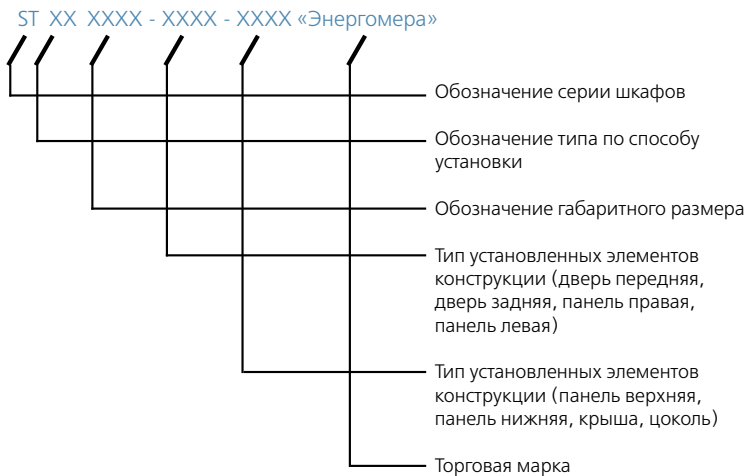 ST XX XXXX - XXXX - XXXX «Энергомера»
Обозначение серии шкафов
Обозначение типа по способу
установки
Обозначение габаритного размера
Тип установленных элементов
конструкции (дверь передняя,
дверь задняя, панель правая,
панель левая)
Тип установленных элементов
конструкции (панель верхняя,
панель нижняя, крыша, цоколь)
Торговая марка